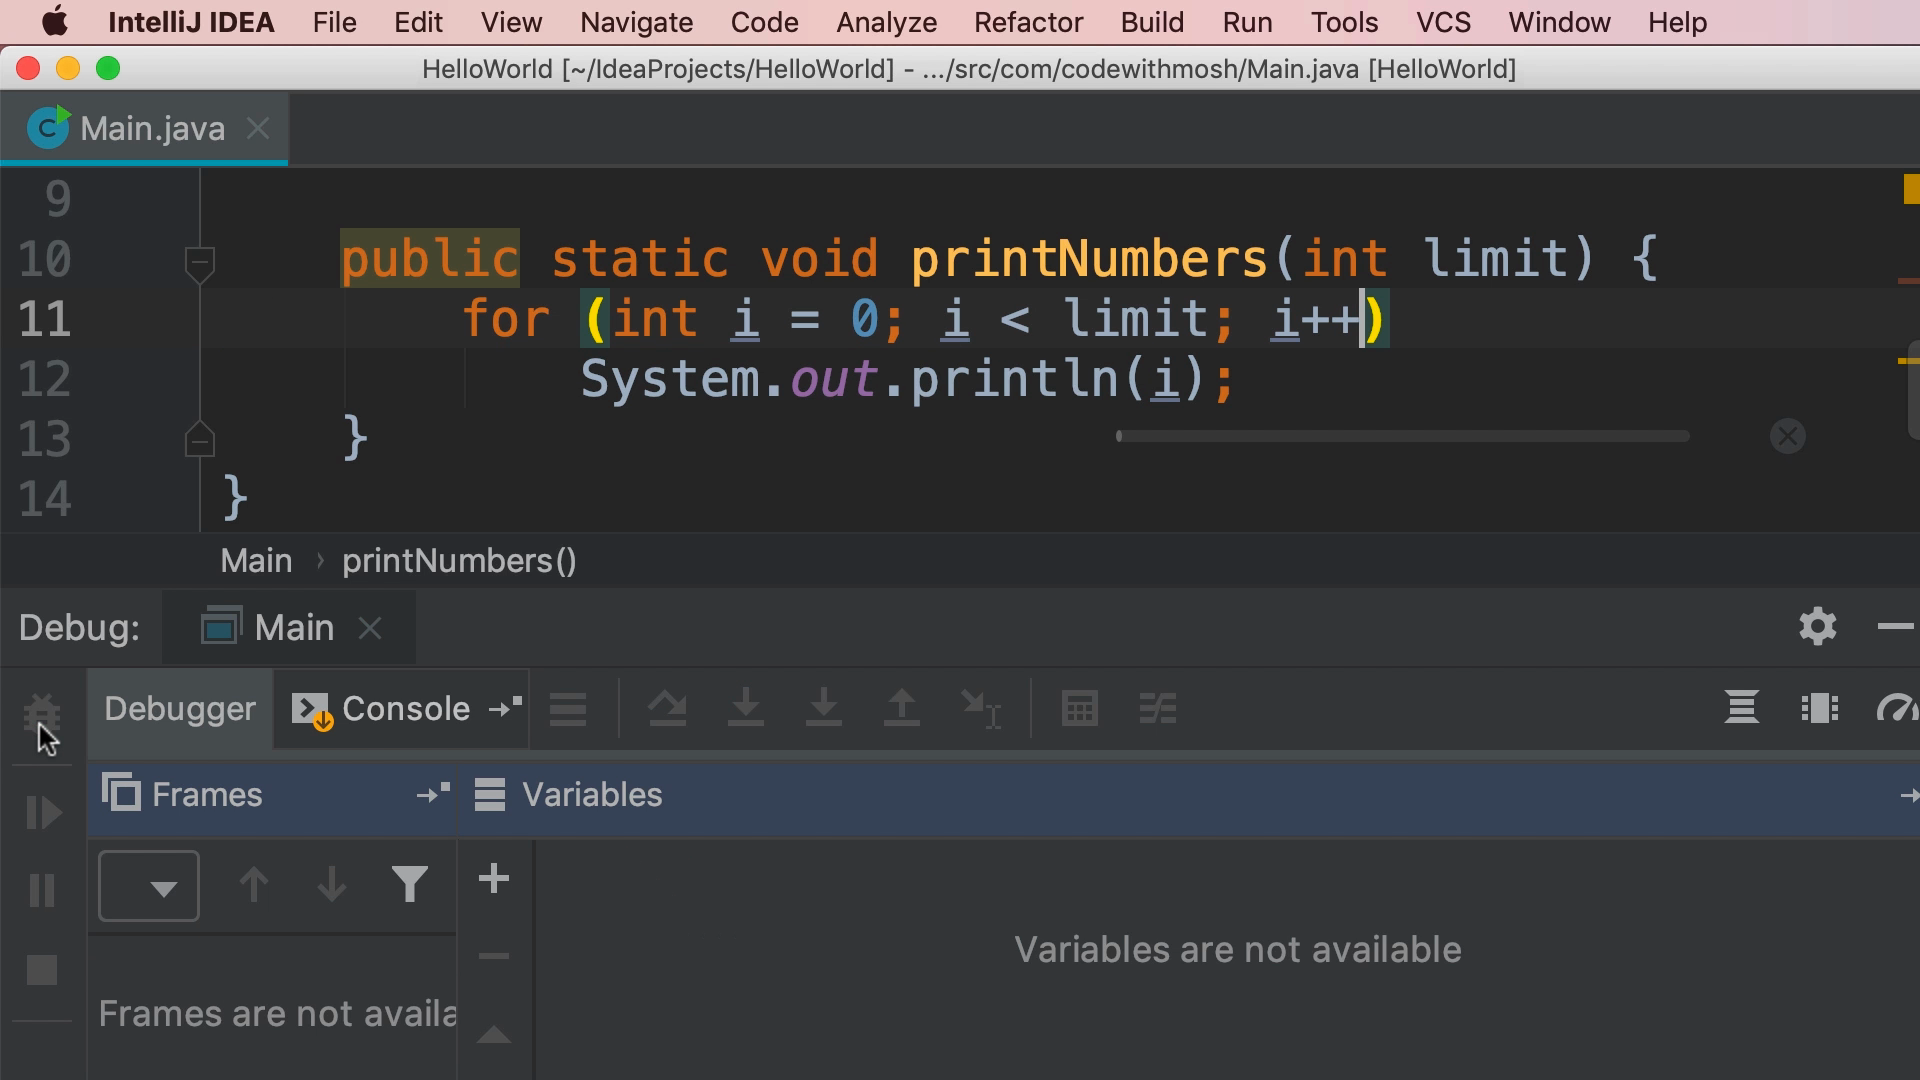 IntelliJ IDEA File Edit View Navigate Code Analyze Refactor Build Run Tools VCS Window Help
HelloWorld [~/IdeaProjects/HelloWorld] - .../src/com/codewithmosh/Main.java [HelloWorld]
Main.java
9
10 public static void printNumbers(int limit) {
11 for (int i = 0; i < limit; i++)
12 System.out.println(i);
13 }
14 }
Main › printNumbers()
Debug: Main
Debugger Console
Frames Variables
Variables are not available
Frames are not availa